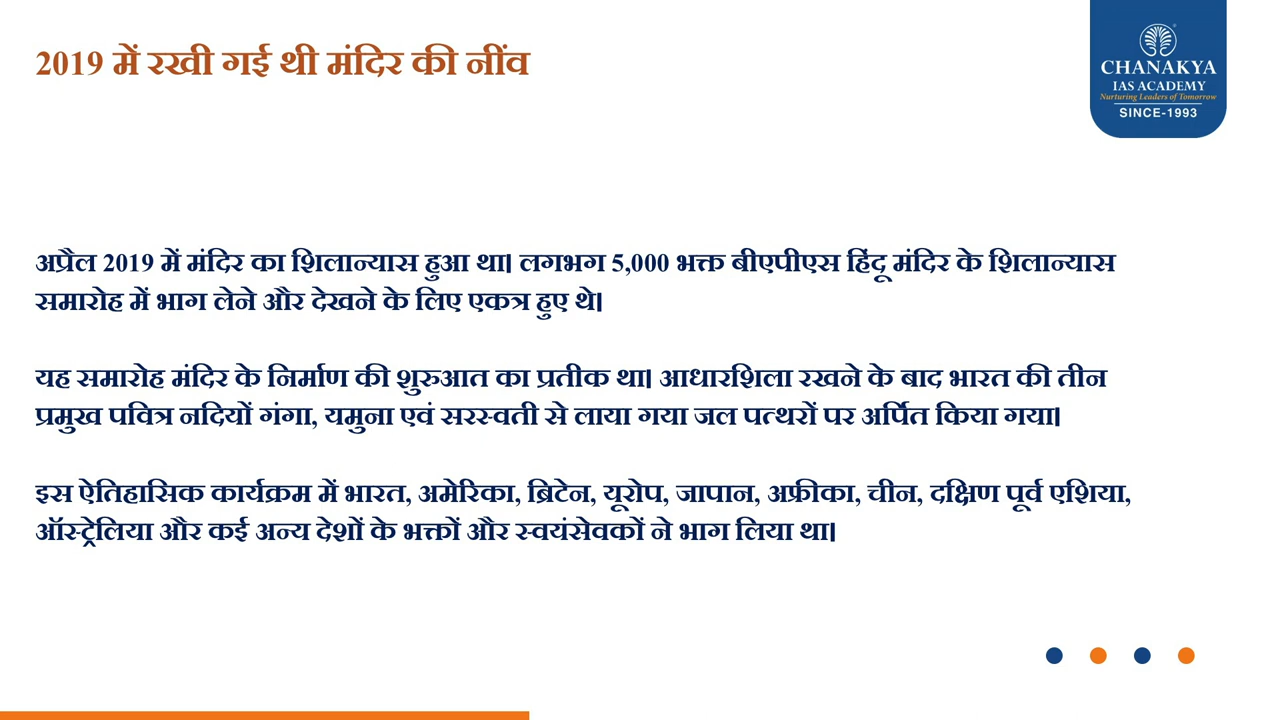 2019 में रखी गई थी मंदिर की नींव
CHANAKYA
IAS ACADEMY
Nurturing Leaders of Tomorrow
SINCE-1993
अप्रैल 2019 में मंदिर का शिलान्यास हुआ था। लगभग 5,000 भक्त बीएपीएस हिंदू मंदिर के शिलान्यास
समारोह में भाग लेने और देखने के लिए एकत्र हुए थे।
यह समारोह मंदिर के निर्माण की शुरुआत का प्रतीक था। आधारशिला रखने के बाद भारत की तीन
प्रमुख पवित्र नदियों गंगा, यमुना एवं सरस्वती से लाया गया जल पत्थरों पर अर्पित किया गया।
इस ऐतिहासिक कार्यक्रम में भारत, अमेरिका, ब्रिटेन, यूरोप, जापान, अफ्रीका, चीन, दक्षिण पूर्व एशिया,
ऑस्ट्रेलिया और कई अन्य देशों के भक्तों और स्वयंसेवकों ने भाग लिया था।